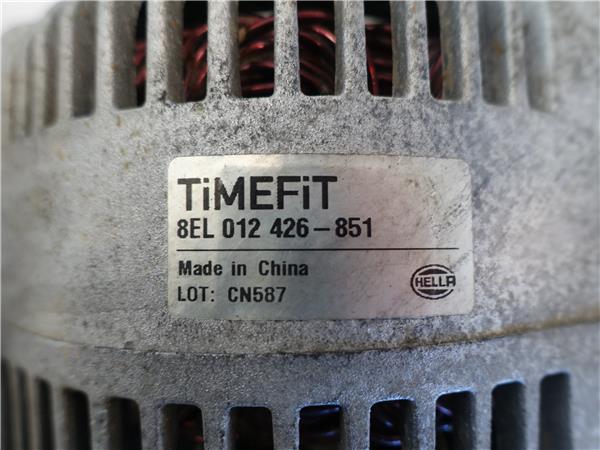 TiMEFiT
8EL 012 426-851
Made in China
LOT: CN587
HELLA